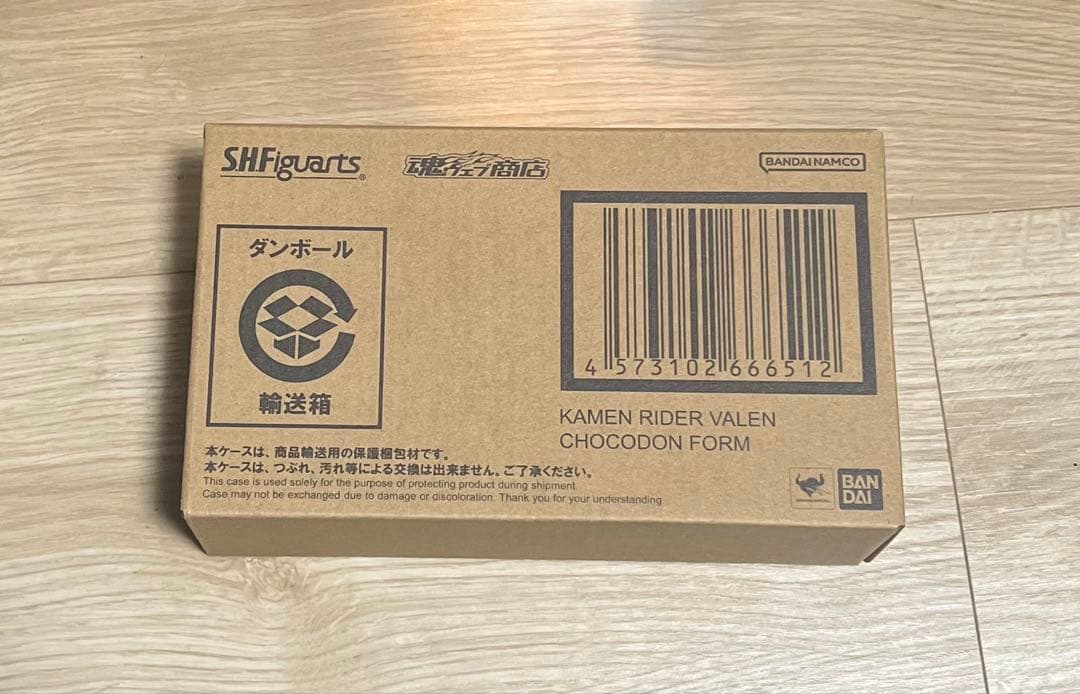 S.H.Figuarts®
魂ウェブ商店
BANDAI NAMCO
ダンボール
輸送箱
4 573102 666512
KAMEN RIDER VALEN
CHOCODON FORM
本ケースは、商品輸送用の保護梱包材です。
本ケースは、つぶれ、汚れ等による交換は出来ません。ご了承ください。
This case is used solely for the purpose of protecting product during shipment
Case may not be exchanged due to damage or discoloration. Thank you for your understanding
BAN
DAI